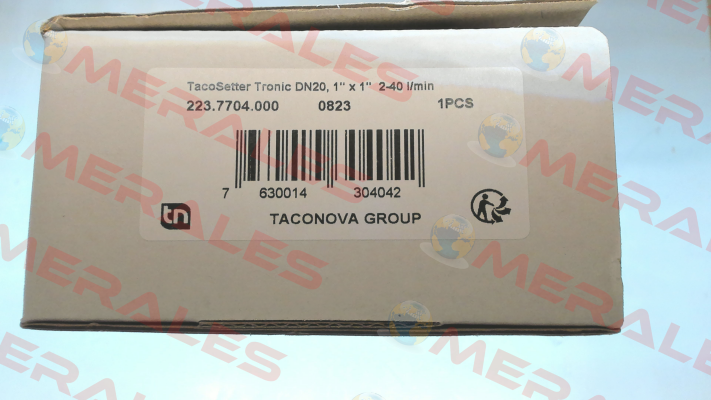 TacoSetter Tronic DN20, 1" x 1" 2-40 l/min
223.7704.000 0823 1PCS
7 630014 304042
tn TACONOVA GROUP
MERALES
MERALES
MERALES
MERALES